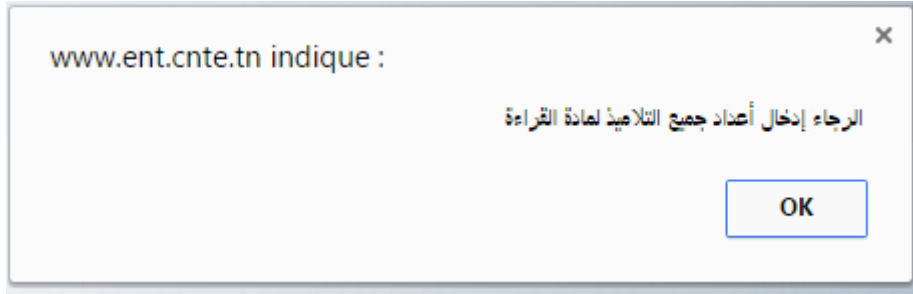 www.ent.cnte.tn indique :
الرجاء إدخال أعداد جميع التلاميذ لمادة القراءة
OK